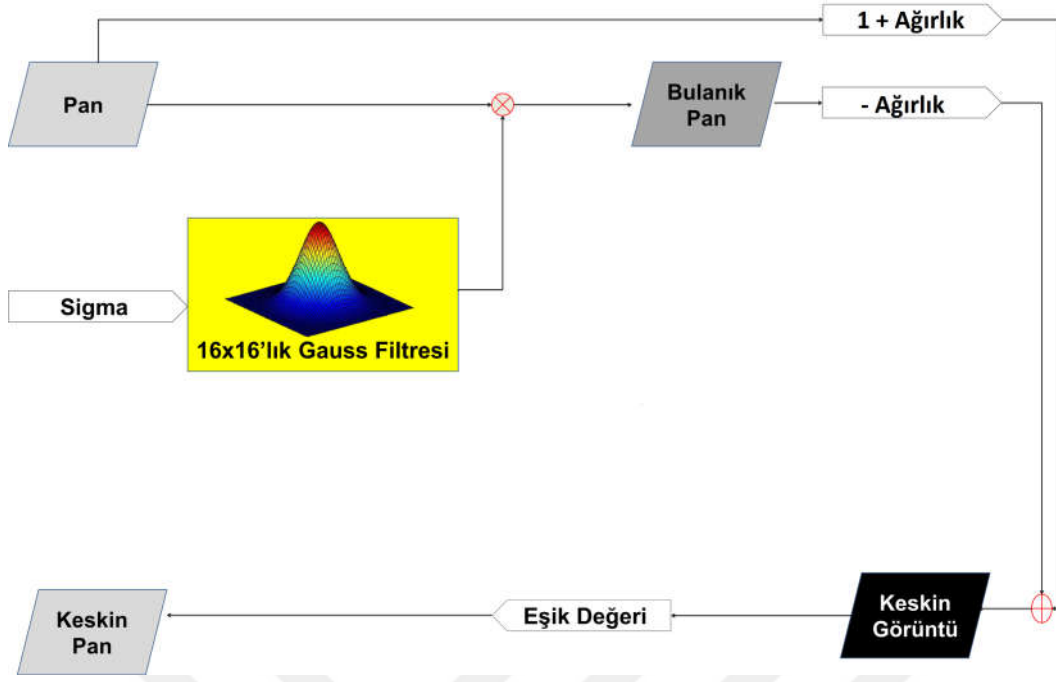 1 + Ağırlık
Pan
Bulanık
Pan
- Ağırlık
Sigma
16x16'lık Gauss Filtresi
Keskin
Pan
Eşik Değeri
Keskin
Görüntü